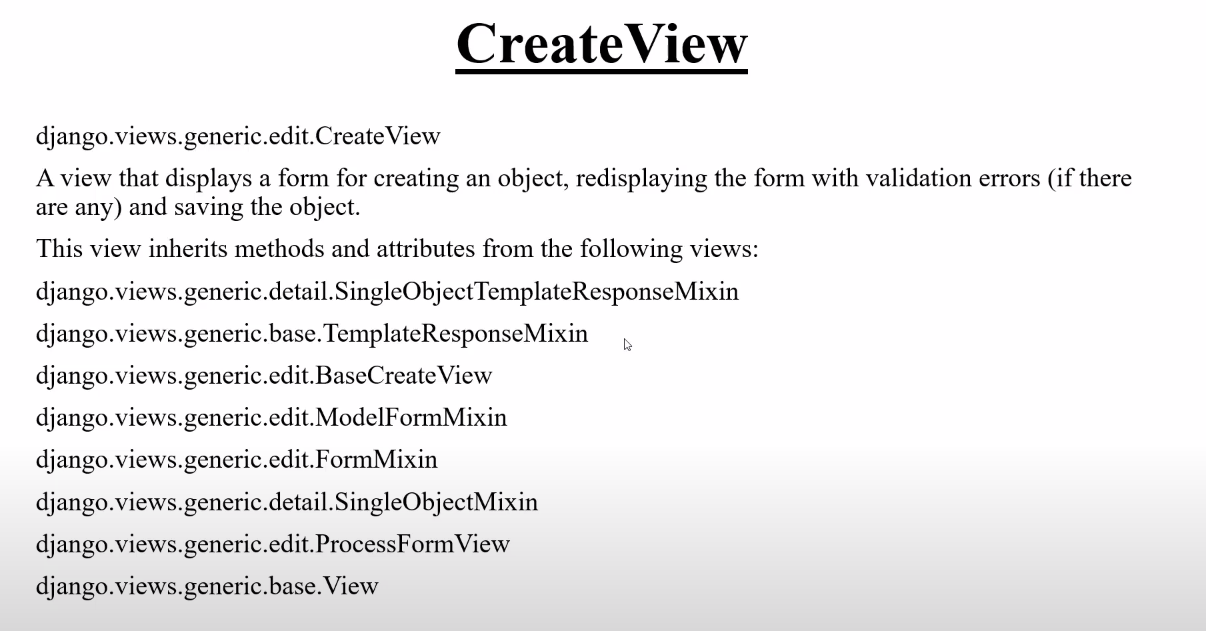 CreateView
django.views.generic.edit.CreateView
A view that displays a form for creating an object, redisplaying the form with validation errors (if there
are any) and saving the object.
This view inherits methods and attributes from the following views:
django.views.generic.detail.SingleObjectTemplateResponseMixin
django.views.generic.base.TemplateResponseMixin
django.views.generic.edit.BaseCreateView
django.views.generic.edit.ModelFormMixin
django.views.generic.edit.FormMixin
django.views.generic.detail.SingleObjectMixin
django.views.generic.edit.ProcessFormView
django.views.generic.base.View